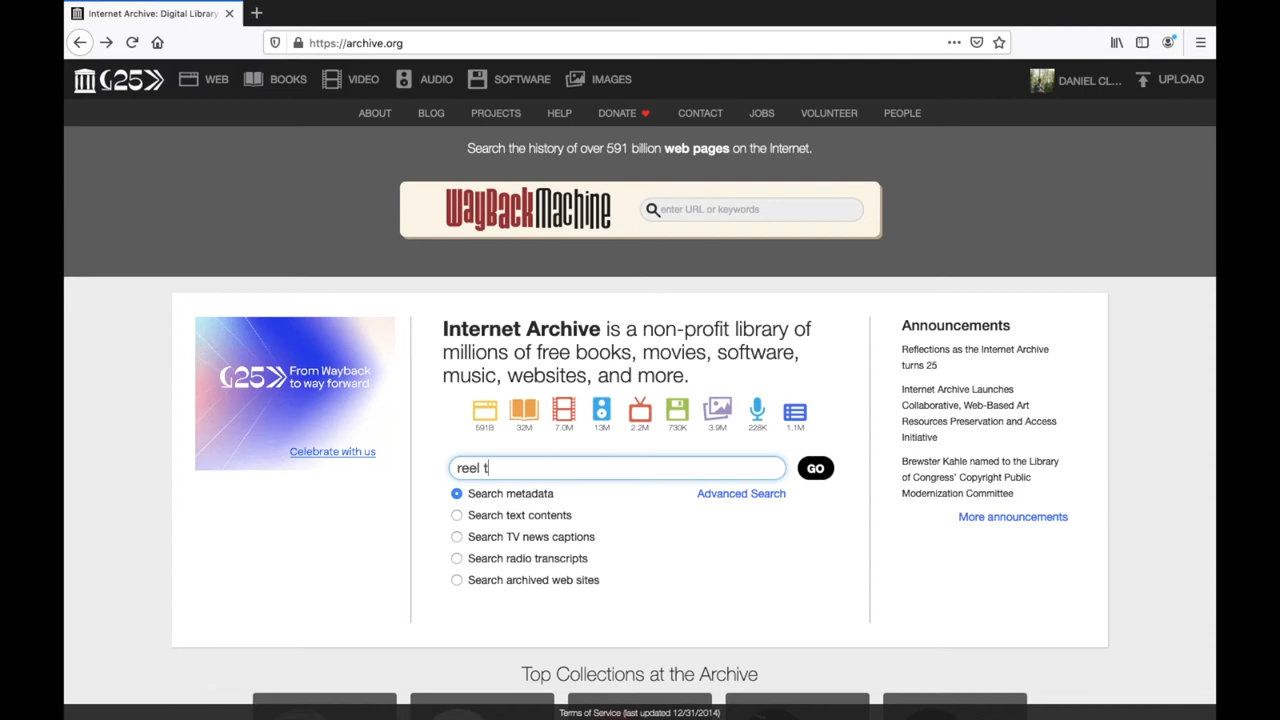 Internet Archive: Digital Library
https://archive.org
25 WEB BOOKS VIDEO AUDIO SOFTWARE IMAGES DANIEL CL... UPLOAD
ABOUT BLOG PROJECTS HELP DONATE CONTACT JOBS VOLUNTEER PEOPLE
Search the history of over 591 billion web pages on the Internet.
WayBackMachine enter URL or keywords
25 From Wayback
to way forward
Celebrate with us
Internet Archive is a non-profit library of
millions of free books, movies, software,
music, websites, and more.
591B 32M 7.0M 13M 2.2M 730K 3.9M 228K 1.1M
reel t GO
Search metadata Advanced Search
Search text contents
Search TV news captions
Search radio transcripts
Search archived web sites
Announcements
Reflections as the Internet Archive
turns 25
Internet Archive Launches
Collaborative, Web-Based Art
Resources Preservation and Access
Initiative
Brewster Kahle named to the Library
of Congress' Copyright Public
Modernization Committee
More announcements
Top Collections at the Archive
Terms of Service (last updated 12/31/2014)